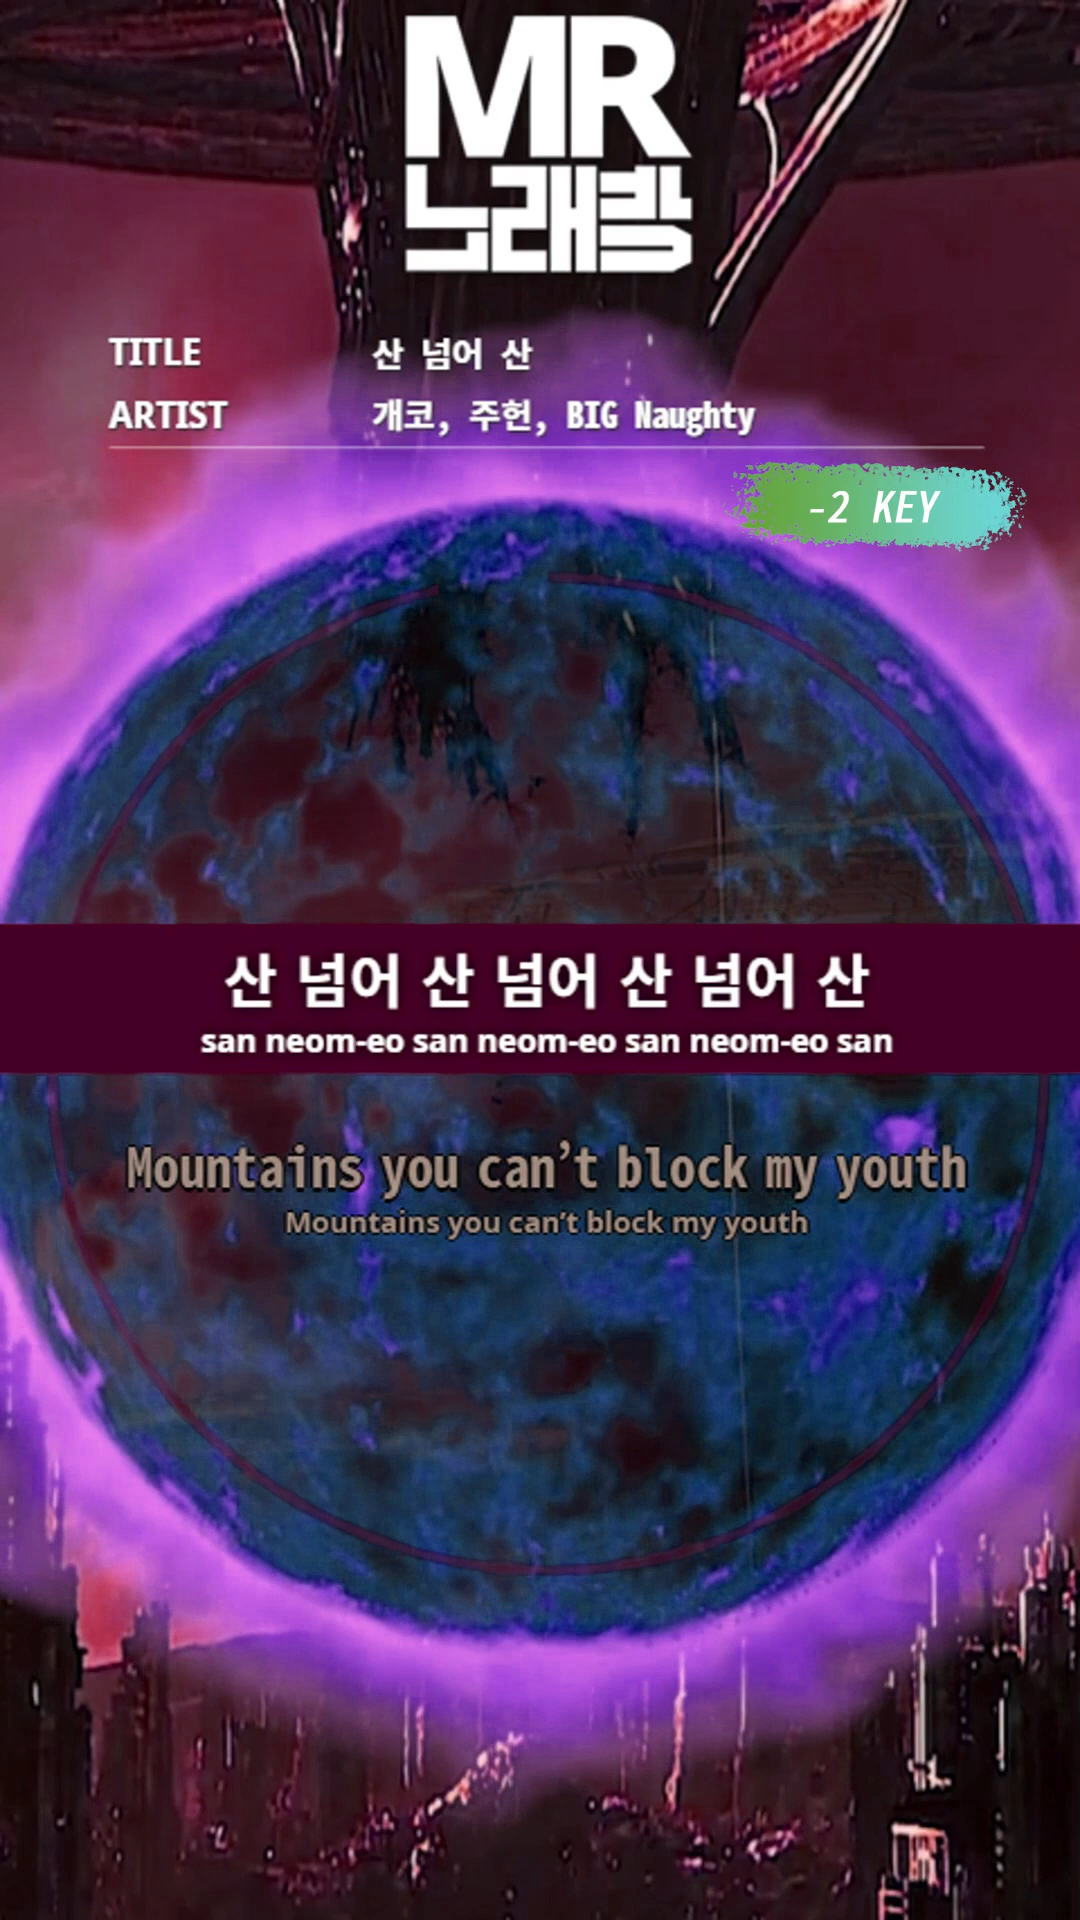 MR
노래방
TITLE 산 넘어 산
ARTIST 개코, 주헌, BIG Naughty
-2 KEY
산 넘어 산 넘어 산 넘어 산
san neom-eo san neom-eo san neom-eo san
Mountains you can't block my youth
Mountains you can't block my youth